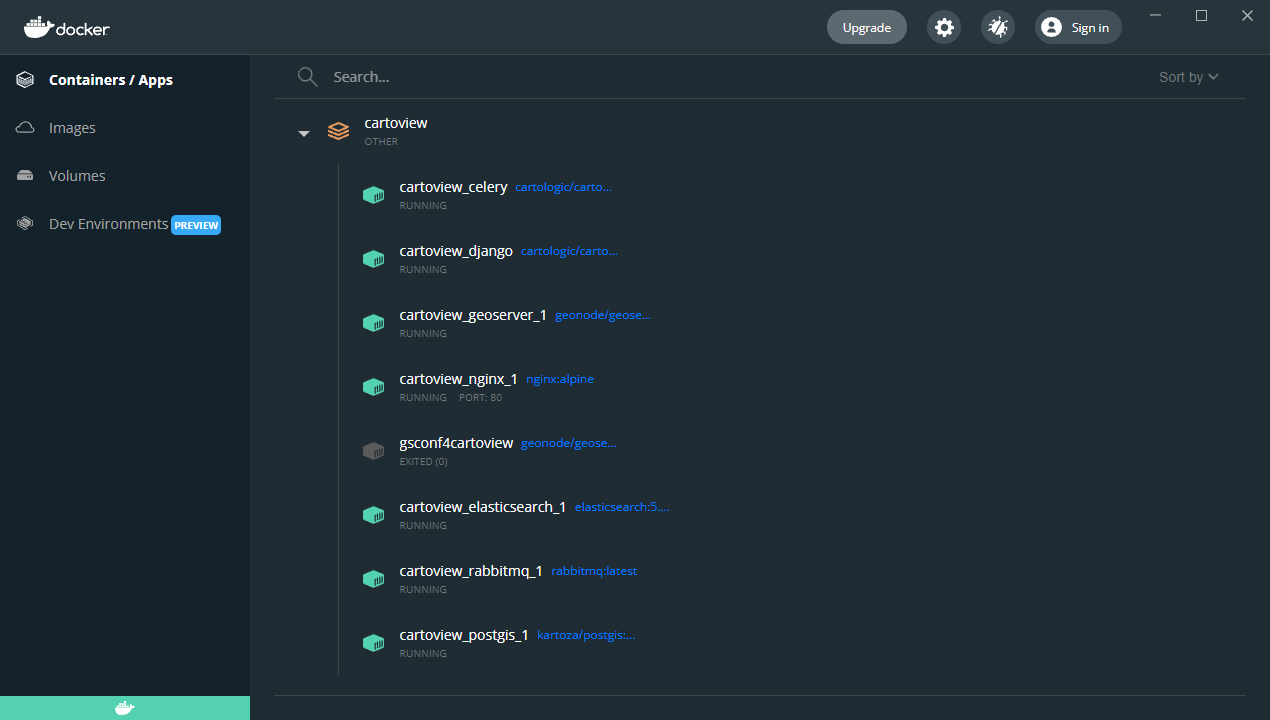 docker
Upgrade
Sign in
Containers / Apps
Images
Volumes
Dev Environments PREVIEW
Search...
Sort by
cartoview
OTHER
cartoview_celery cartologic/carto...
RUNNING
cartoview_django cartologic/carto...
RUNNING
cartoview_geoserver_1 geonode/geose...
RUNNING
cartoview_nginx_1 nginx:alpine
RUNNING PORT: 80
gsconf4cartoview geonode/geose...
EXITED (0)
cartoview_elasticsearch_1 elasticsearch:5....
RUNNING
cartoview_rabbitmq_1 rabbitmq:latest
RUNNING
cartoview_postgis_1 kartoza/postgis:...
RUNNING